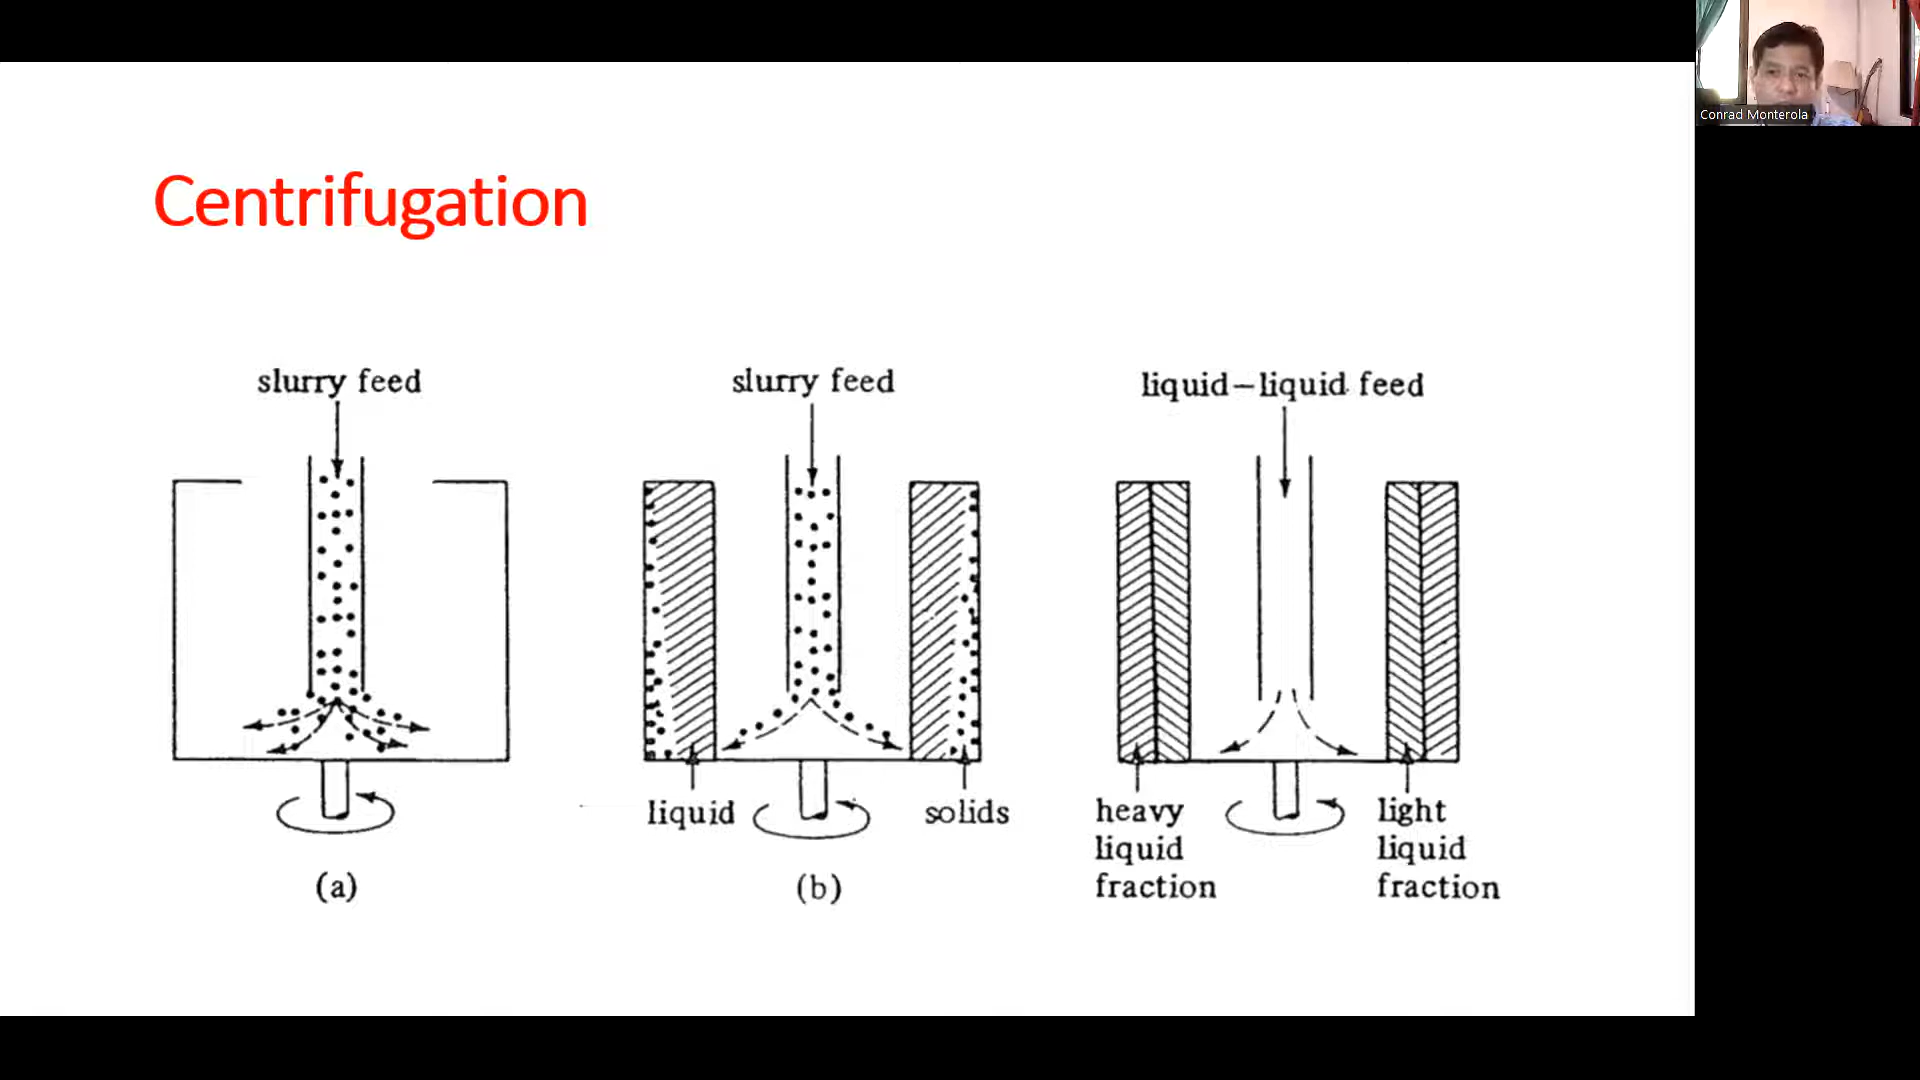 Conrad Monterola
Centrifugation
slurry feed
slurry feed
liquid–liquid feed
liquid
solids
heavy
liquid
fraction
light
liquid
fraction
(a)
(b)